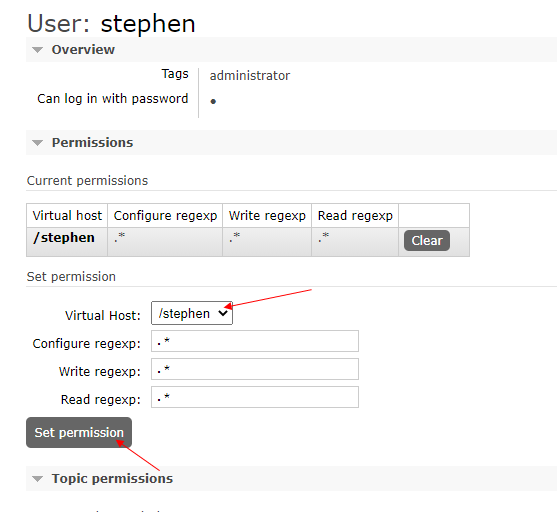 User: stephen
Overview
Tags administrator
Can log in with password •
Permissions
Current permissions
Virtual host Configure regexp Write regexp Read regexp
/stephen .* .* .* Clear
Set permission
Virtual Host: /stephen
Configure regexp: .*
Write regexp: .*
Read regexp: .*
Set permission
Topic permissions